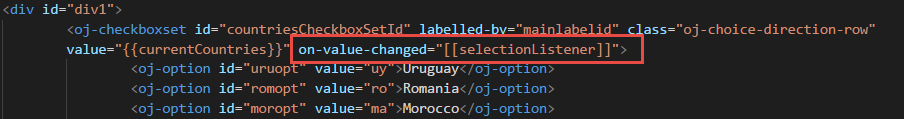 <div id="div1">
<oj-checkboxset id="countriesCheckboxSetId" labelled-by="mainlabelid" class="oj-choice-direction-row"
value="{{currentCountries}}" on-value-changed="[[selectionListener]]">
<oj-option id="uruopt" value="uy">Uruguay</oj-option>
<oj-option id="romopt" value="ro">Romania</oj-option>
<oj-option id="moropt" value="ma">Morocco</oj-option>